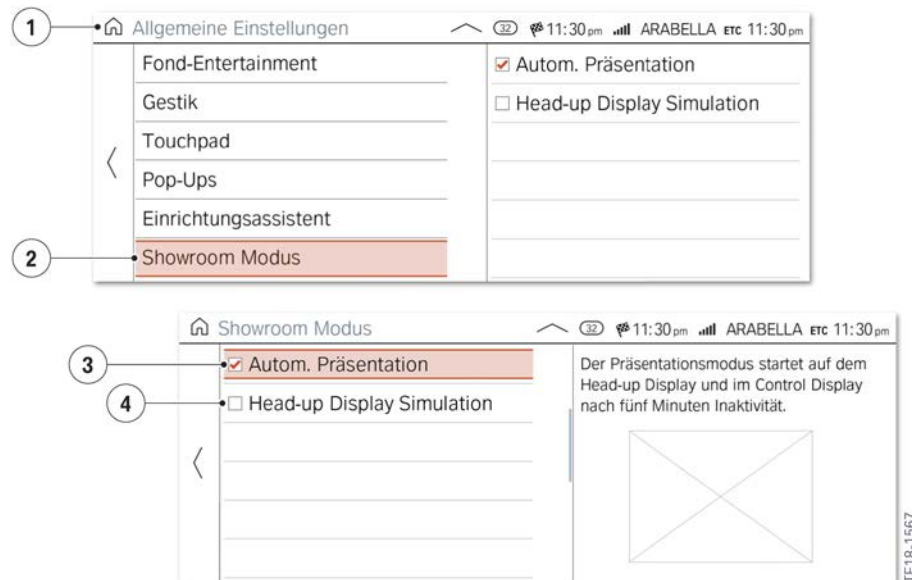 1
Allgemeine Einstellungen 32 11:30 pm ARABELLA ETC 11:30 pm
Fond-Entertainment
Autom. Präsentation
Gestik
Head-up Display Simulation
Touchpad
Pop-Ups
Einrichtungsassistent
2
Showroom Modus
Showroom Modus 32 11:30 pm ARABELLA ETC 11:30 pm
3
Autom. Präsentation
4
Head-up Display Simulation
Der Präsentationsmodus startet auf dem
Head-up Display und im Control Display
nach fünf Minuten Inaktivität.
TE18-1567